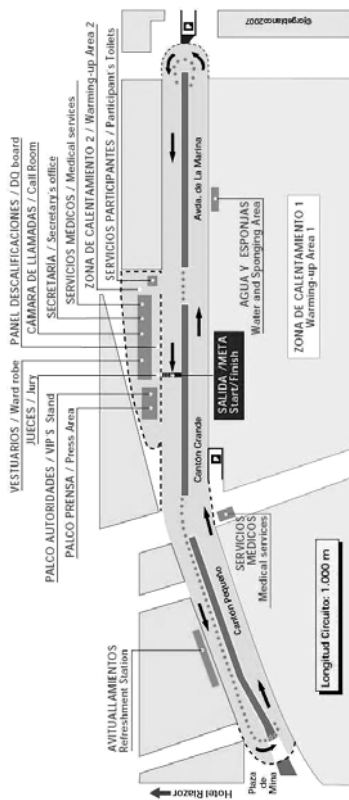 ©jorgeblanco2007
PANEL DESCALIFICACIONES / DQ board
CÁMARA DE LLAMADAS / Call Room
SECRETARÍA / Secretary's office
SERVICIOS MÉDICOS / Medical services
ZONA DE CALENTAMIENTO 2 / Warming-up Area 2
SERVICIOS PARTICIPANTES / Participant's Toilets
VESTUARIOS / Ward robe
JUECES / Jury
PALCO AUTORIDADES / VIP'S Stand
PALCO PRENSA / Press Area
AVITUALLAMIENTOS
Refreshment Station
P
Avda. de La Marina
Cantón Grande
Cantón Pequeño
AGUA Y ESPONJAS
Water and Sponging Area
ZONA DE CALENTAMIENTO 1
Warming-up Area 1
SALIDA /META
Start/Finish
P
SERVICIOS
MÉDICOS
Medical services
Longitud Circuito: 1.000 m
Hotel Riazor
Plaza
de
Mina